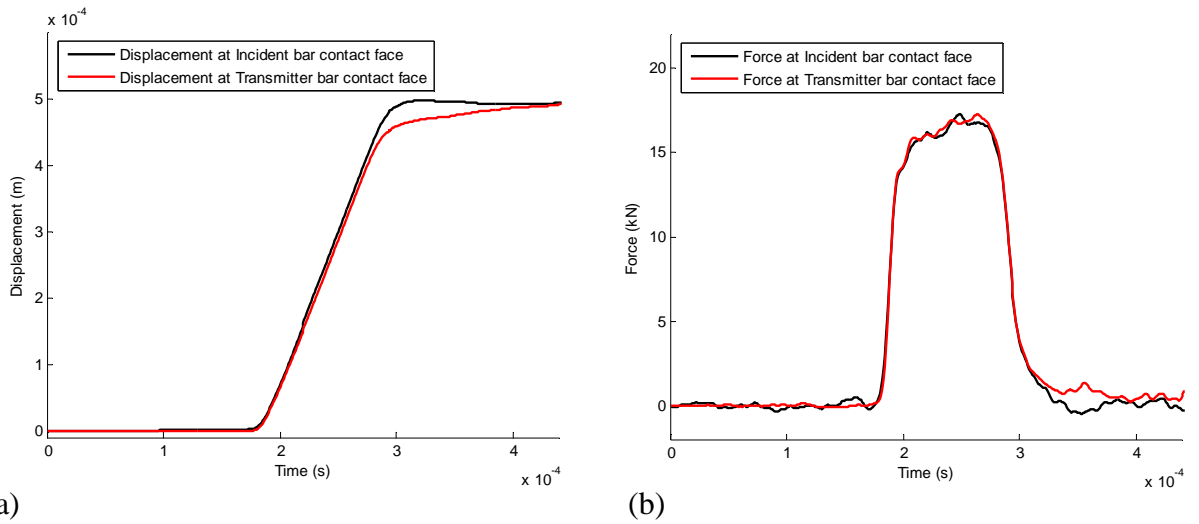 x 10⁻⁴
Displacement at Incident bar contact face
Displacement at Transmitter bar contact face
5
4
3
2
1
0
Displacement (m)
0 1 2 3 4
Time (s)
x 10⁻⁴
a)
Force at Incident bar contact face
Force at Transmitter bar contact face
20
15
10
5
0
Force (kN)
0 1 2 3 4
Time (s)
x 10⁻⁴
(b)